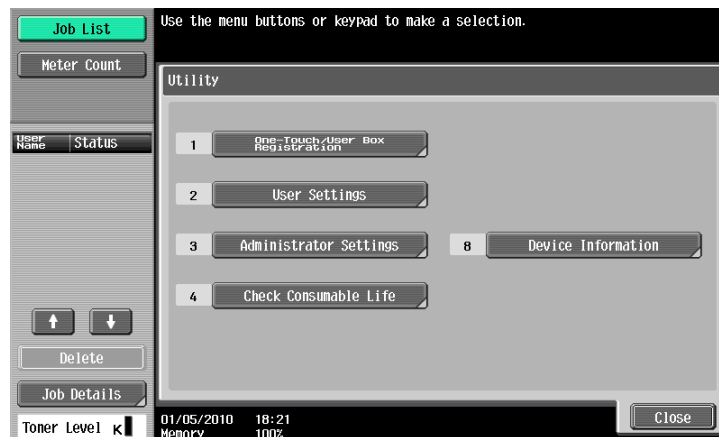 Job List
Use the menu buttons or keypad to make a selection.
Meter Count
Utility
User Name Status
1 One-Touch/User Box Registration
2 User Settings
3 Administrator Settings
8 Device Information
4 Check Consumable Life
Delete
Job Details
Close
Toner Level K
01/05/2010 18:21
Memory 100%